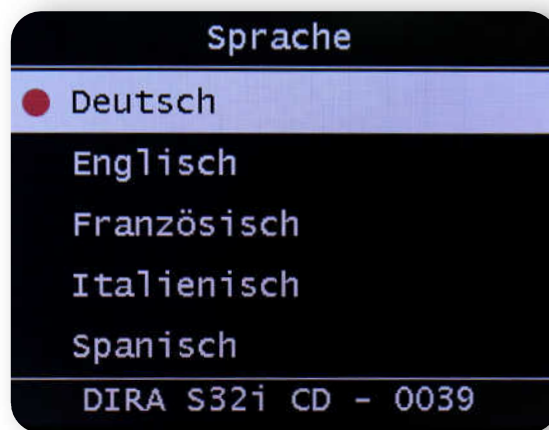 Sprache
Deutsch
Englisch
Französisch
Italienisch
Spanisch
DIRA S32i CD - 0039